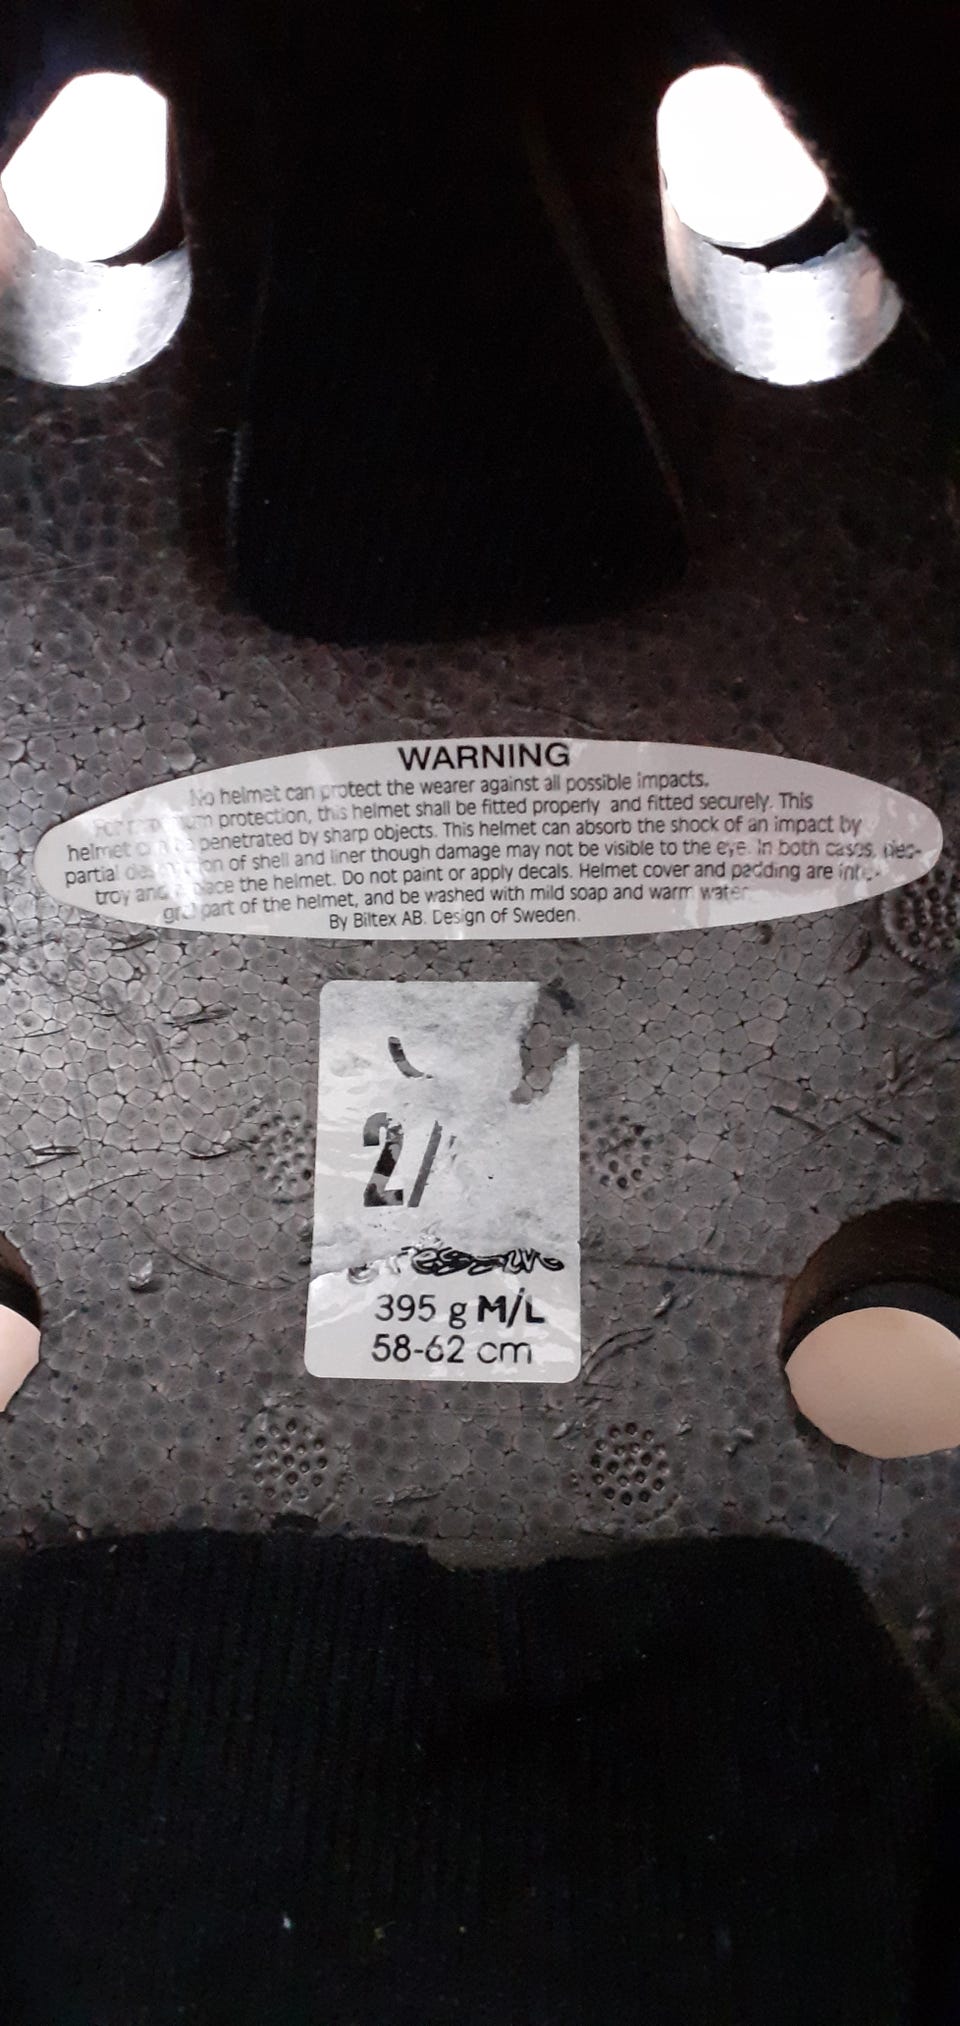 WARNING
No helmet can protect the wearer against all possible impacts.
protection, this helmet shall be fitted properly and fitted securely. This
helmet penetrated by sharp objects. This helmet can absorb the shock of an impact by
partial of shell and liner though damage may not be visible to the eye. In both cases, des-
troy and the helmet. Do not paint or apply decals. Helmet cover and padding are inte-
part of the helmet, and be washed with mild soap and warm water
By Biltex AB. Design of Sweden.
2/
395 g M/L
58-62 cm